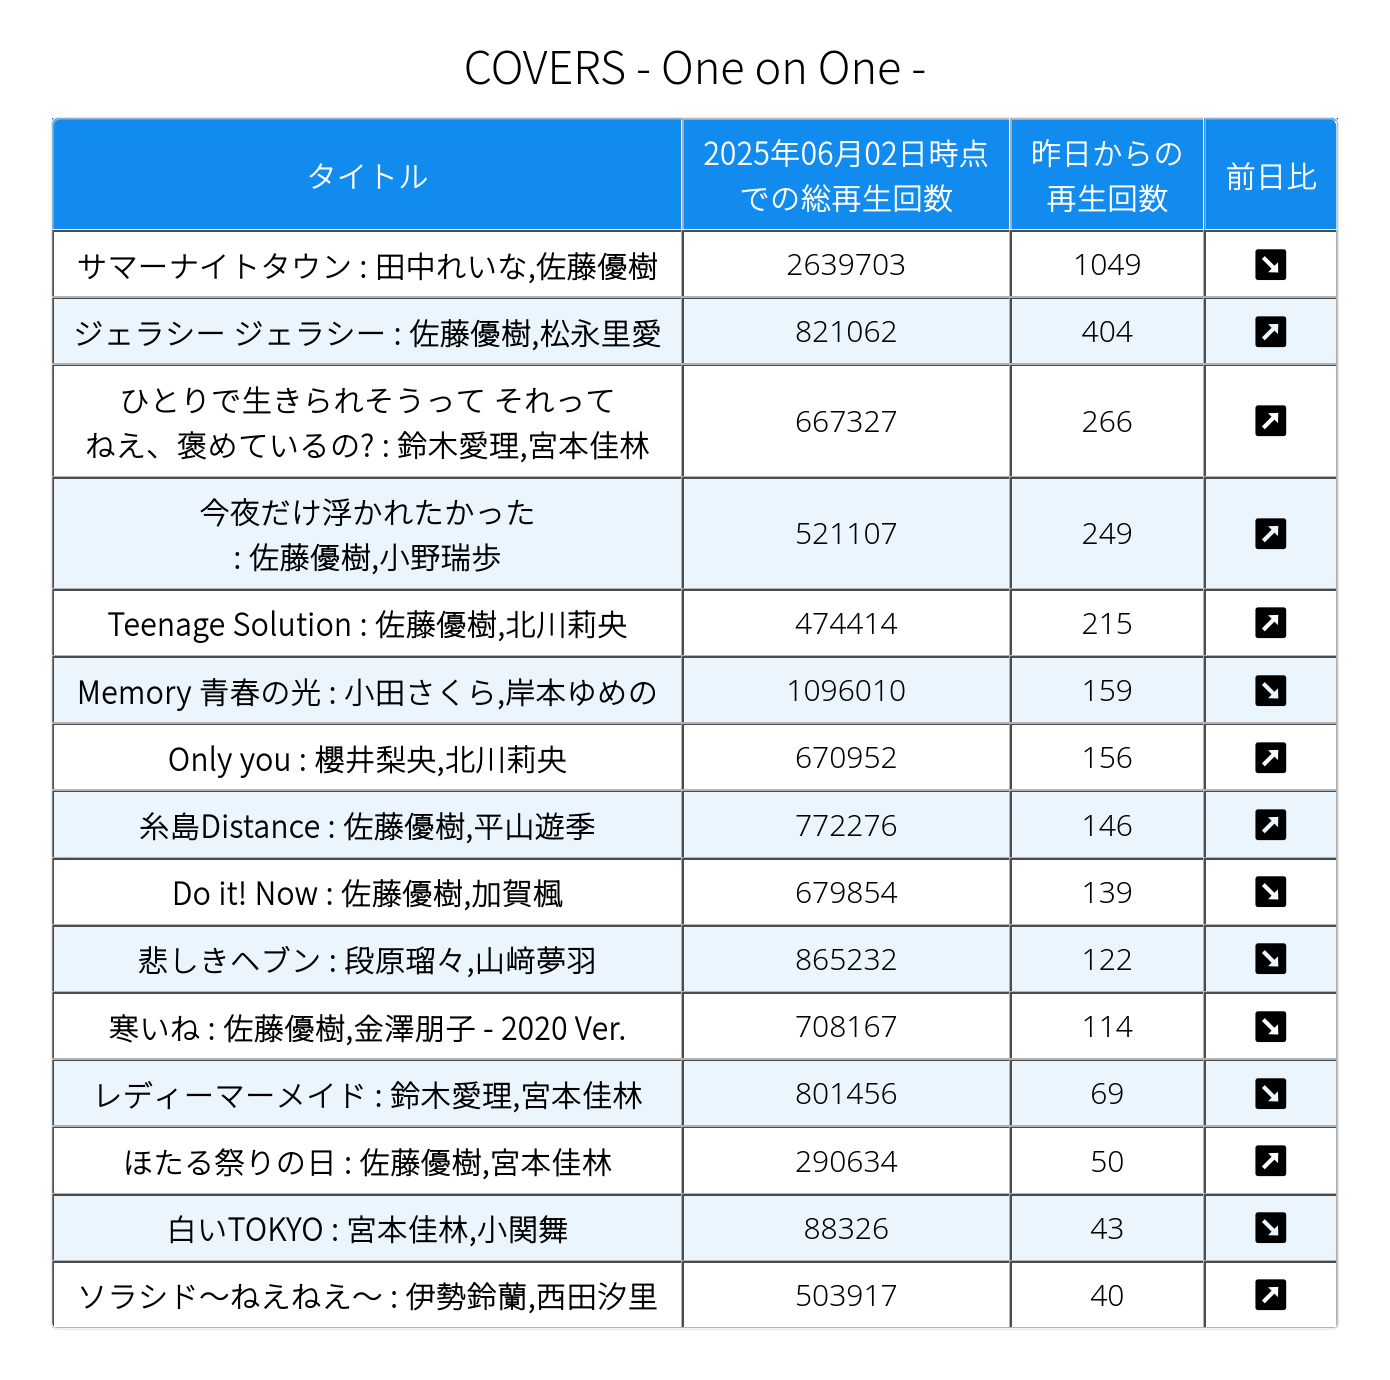 COVERS - One on One -
タイトル
2025年06月02日時点
での総再生回数
昨日からの
再生回数
前日比
サマーナイトタウン : 田中れいな,佐藤優樹
2639703
1049
ジェラシー ジェラシー : 佐藤優樹,松永里愛
821062
404
ひとりで生きられそうって それって
ねえ、褒めているの? : 鈴木愛理,宮本佳林
667327
266
今夜だけ浮かれたかった
: 佐藤優樹,小野瑞歩
521107
249
Teenage Solution : 佐藤優樹,北川莉央
474414
215
Memory 青春の光 : 小田さくら,岸本ゆめの
1096010
159
Only you : 櫻井梨央,北川莉央
670952
156
糸島Distance : 佐藤優樹,平山遊季
772276
146
Do it! Now : 佐藤優樹,加賀楓
679854
139
悲しきヘブン : 段原瑠々,山﨑夢羽
865232
122
寒いね : 佐藤優樹,金澤朋子 - 2020 Ver.
708167
114
レディーマーメイド : 鈴木愛理,宮本佳林
801456
69
ほたる祭りの日 : 佐藤優樹,宮本佳林
290634
50
白いTOKYO : 宮本佳林,小関舞
88326
43
ソラシド〜ねえねえ〜 : 伊勢鈴蘭,西田汐里
503917
40